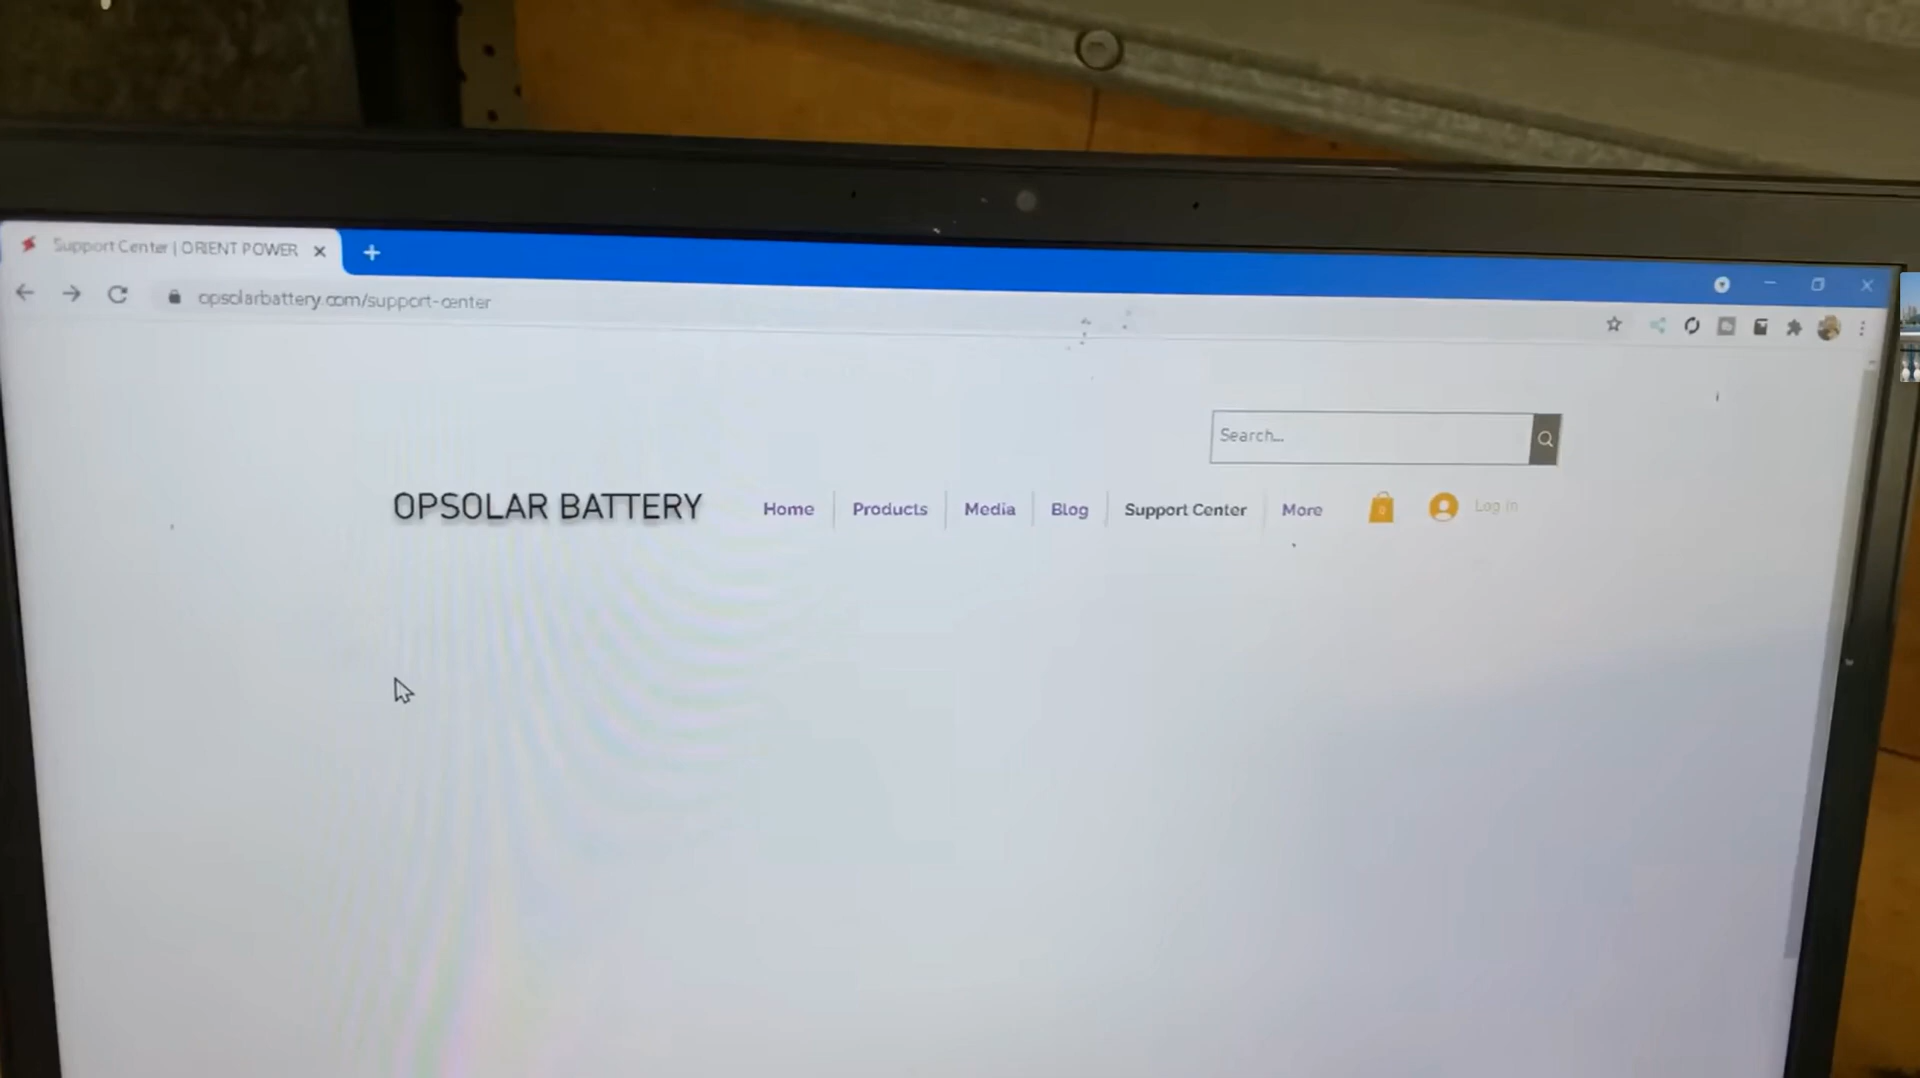 Support Center | ORIENT POWER
opsolarbattery.com/support-center
Search...
OPSOLAR BATTERY
Home
Products
Media
Blog
Support Center
More
0
Log In